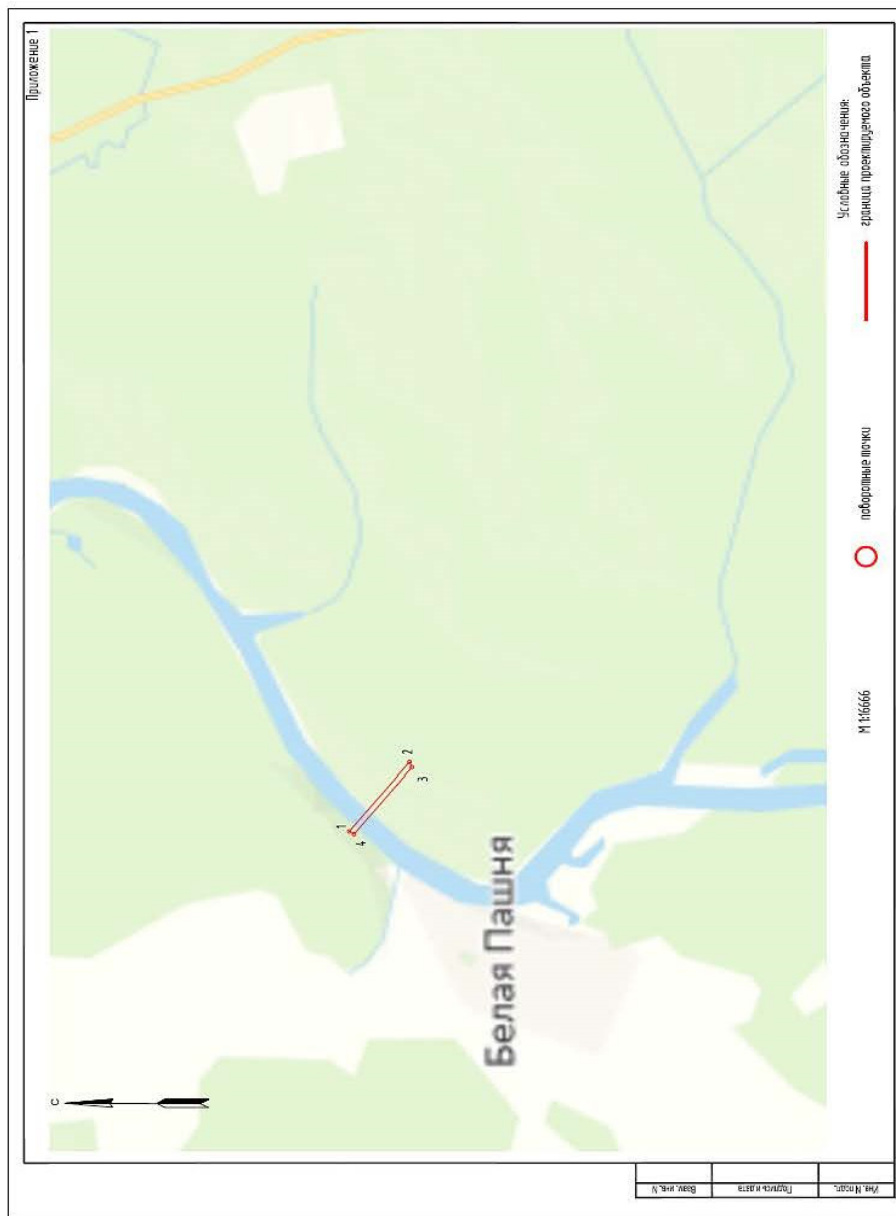 Приложение 1
С
1
4
2
3
Белая Пашня
Условные обозначения:
М 1:16666
поворотные точки
граница проектируемого объекта
Взам. инв. N
Подпись и дата
Инв. N подл.